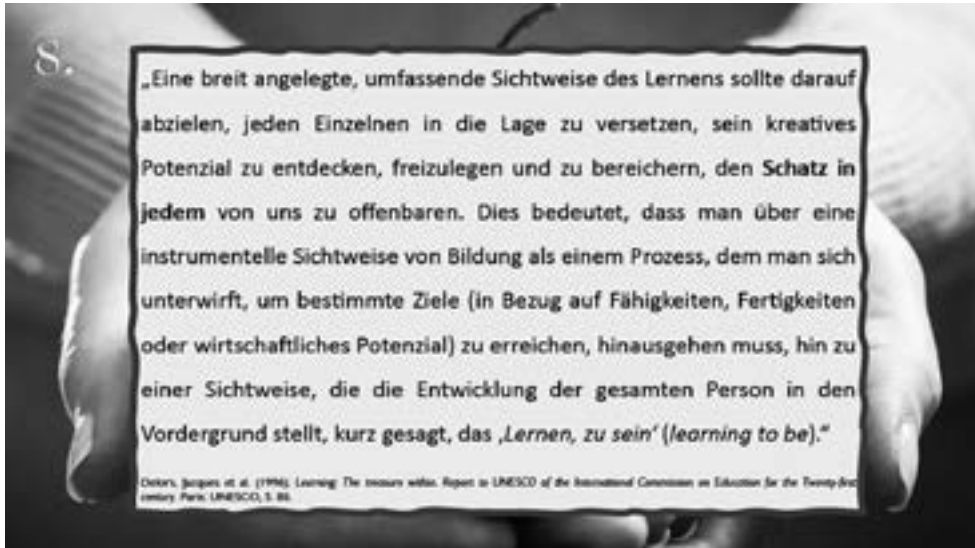 8.
„Eine breit angelegte, umfassende Sichtweise des Lernens sollte darauf
abzielen, jeden Einzelnen in die Lage zu versetzen, sein kreatives
Potenzial zu entdecken, freizulegen und zu bereichern, den Schatz in
jedem von uns zu offenbaren. Dies bedeutet, dass man über eine
instrumentelle Sichtweise von Bildung als einem Prozess, dem man sich
unterwirft, um bestimmte Ziele (in Bezug auf Fähigkeiten, Fertigkeiten
oder wirtschaftliches Potenzial) zu erreichen, hinausgehen muss, hin zu
einer Sichtweise, die die Entwicklung der gesamten Person in den
Vordergrund stellt, kurz gesagt, das ‚Lernen, zu sein‘ (learning to be).“
Delors, Jacques et al. (1996). Learning: The treasure within. Report to UNESCO of the International Commission on Education for the Twenty-first
century. Paris: UNESCO, S. 86.